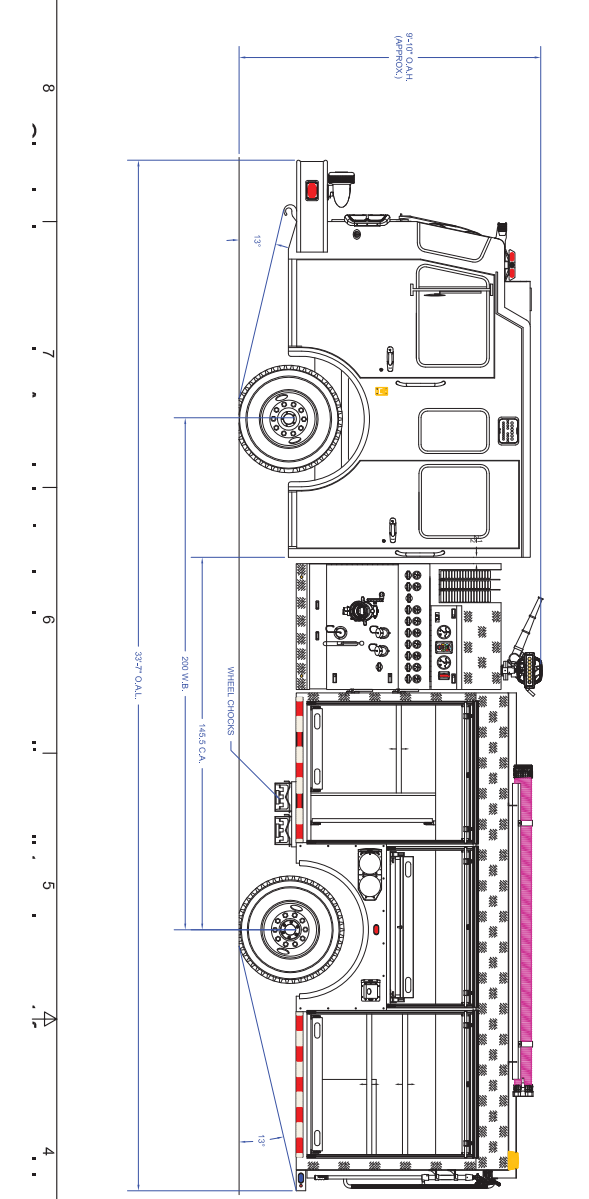 9'-10" O.A.H.
(APPROX.)
8
13°
7
6
33'-7" O.A.L.
200 W.B.
145.5 C.A.
WHEEL CHOCKS
5
13°
4